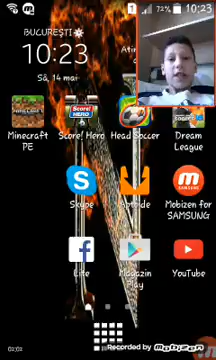 1 72% 10:23
BUCUREȘTI
10:23
Sâ, 14 mai
Minecraft PE
Score! Hero
Head Soccer
Dream League
Skype
Mobizen for SAMSUNG
Lite
Magazin Play
YouTube
Recorded by Mobizen